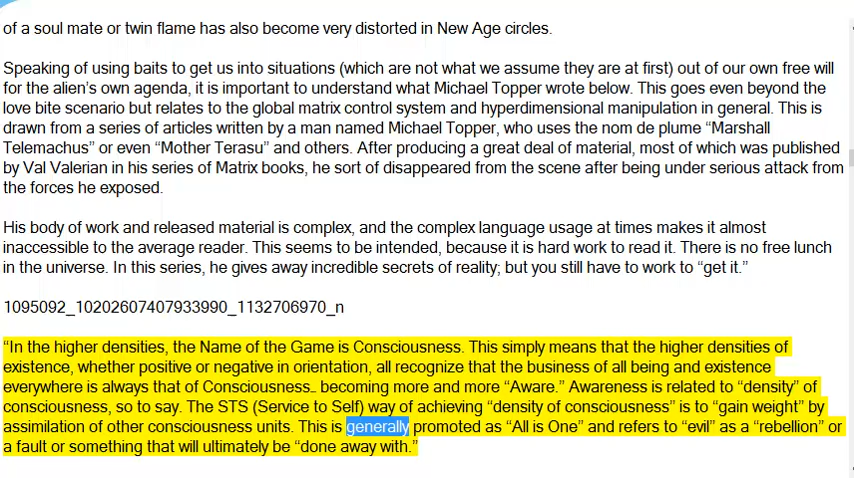 of a soul mate or twin flame has also become very distorted in New Age circles.
Speaking of using baits to get us into situations (which are not what we assume they are at first) out of our own free will
for the alien’s own agenda, it is important to understand what Michael Topper wrote below. This goes even beyond the
love bite scenario but relates to the global matrix control system and hyperdimensional manipulation in general. This is
drawn from a series of articles written by a man named Michael Topper, who uses the nom de plume “Marshall
Telemachus” or even “Mother Terasu” and others. After producing a great deal of material, most of which was published
by Val Valerian in his series of Matrix books, he sort of disappeared from the scene after being under serious attack from
the forces he exposed.
His body of work and released material is complex, and the complex language usage at times makes it almost
inaccessible to the average reader. This seems to be intended, because it is hard work to read it. There is no free lunch
in the universe. In this series, he gives away incredible secrets of reality; but you still have to work to “get it.”
1095092_10202607407933990_1132706970_n
“In the higher densities, the Name of the Game is Consciousness. This simply means that the higher densities of
existence, whether positive or negative in orientation, all recognize that the business of all being and existence
everywhere is always that of Consciousness_ becoming more and more “Aware.” Awareness is related to “density” of
consciousness, so to say. The STS (Service to Self) way of achieving “density of consciousness” is to “gain weight” by
assimilation of other consciousness units. This is generally promoted as “All is One” and refers to “evil” as a “rebellion” or
a fault or something that will ultimately be “done away with.”